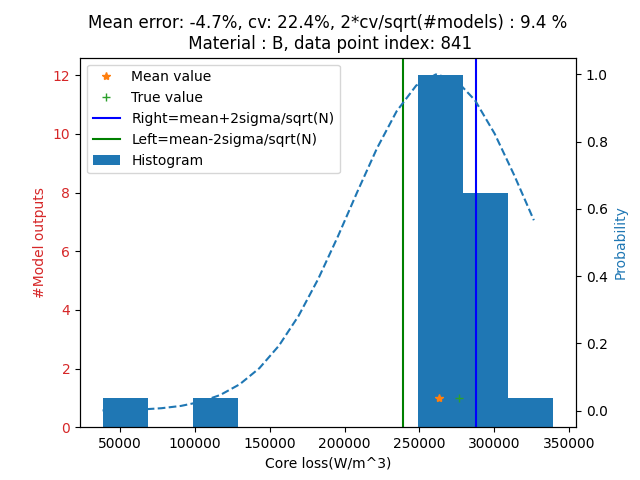 Mean error: -4.7%, cv: 22.4%, 2*cv/sqrt(#models) : 9.4 %
Material : B, data point index: 841
Mean value
True value
Right=mean+2sigma/sqrt(N)
Left=mean-2sigma/sqrt(N)
Histogram
12
10
8
6
4
2
0
#Model outputs
1.0
0.8
0.6
0.4
0.2
0.0
Probability
50000 100000 150000 200000 250000 300000 350000
Core loss(W/m^3)